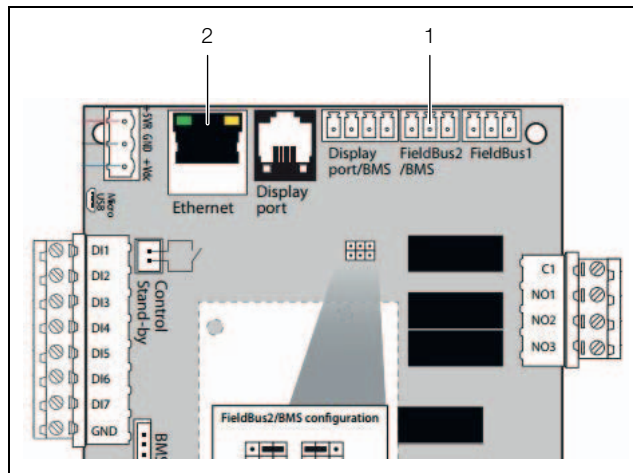 2
1
+5VR GND +Vdc
Micro
USB
Ethernet
Display
port
Display
port/BMS
FieldBus2
/BMS
FieldBus1
DI1
DI2
DI3
DI4
DI5
DI6
DI7
GND
Control
Stand-by
C1
NO1
NO2
NO3
FieldBus2/BMS configuration
BMS